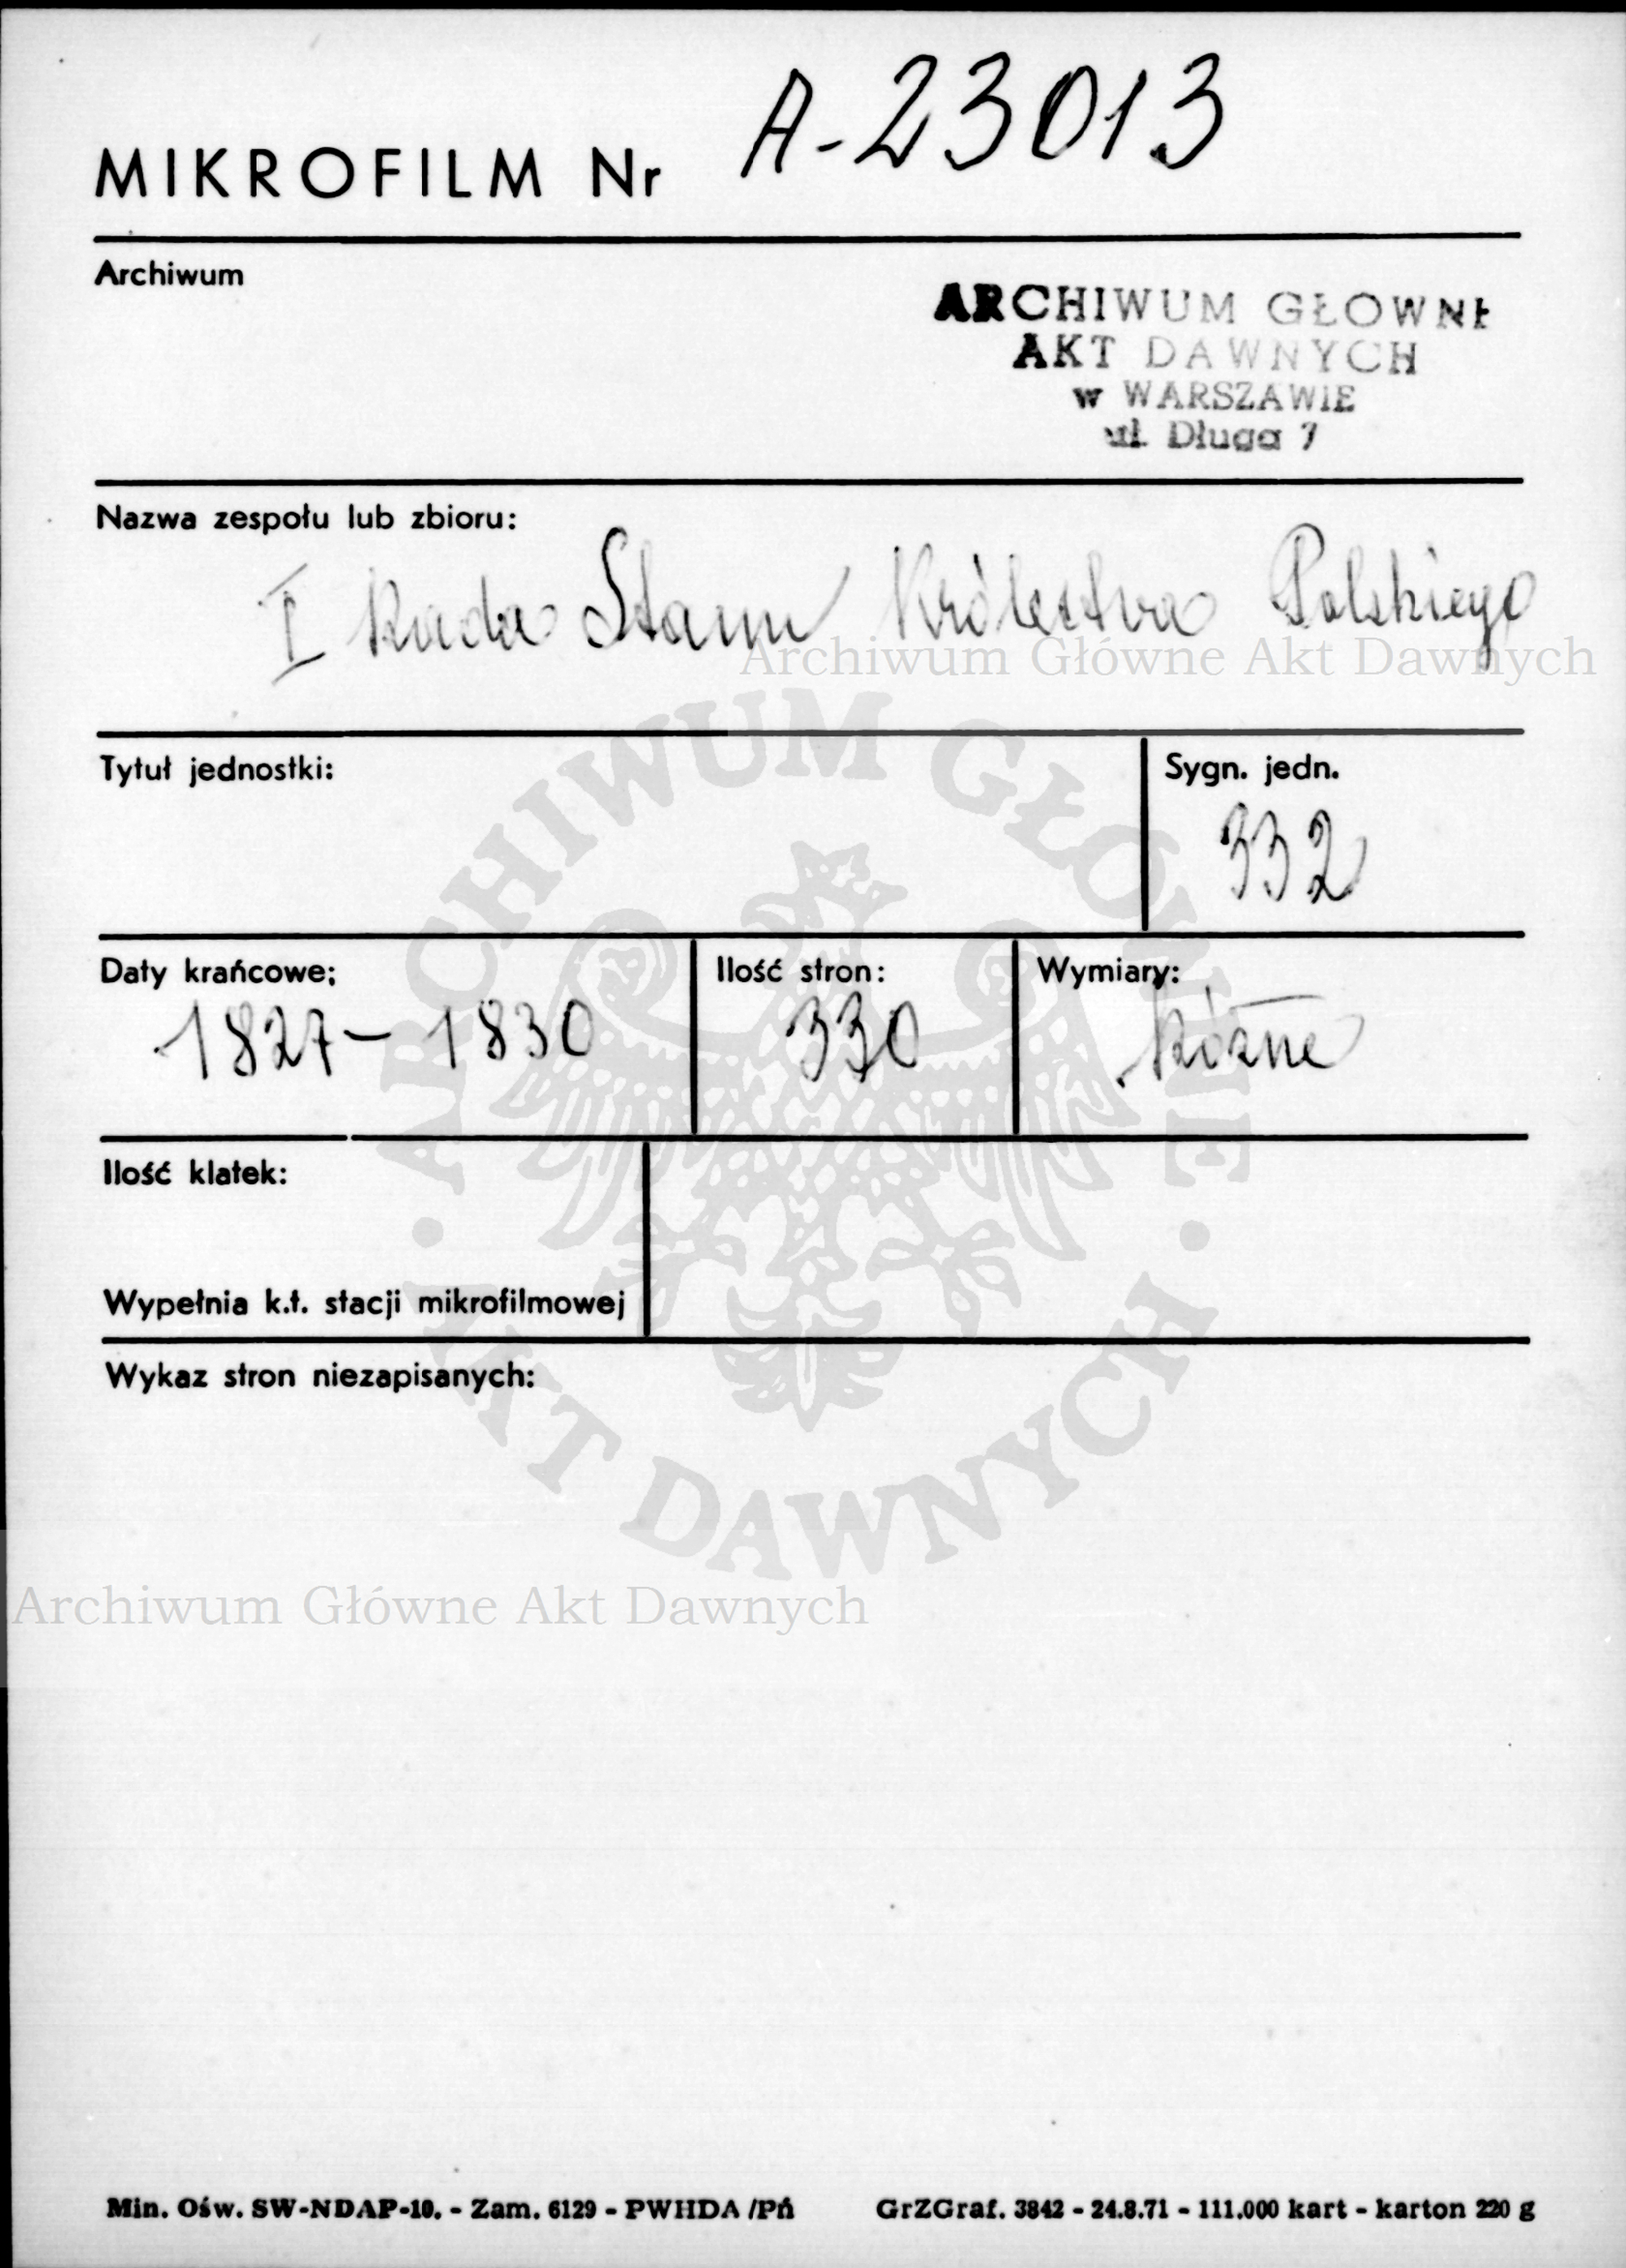 MIKROFILM Nr A-23013
Archiwum
ARCHIWUM GŁOWNE
AKT DAWNYCH
w WARSZAWIE
ul. Długa 7
Nazwa zespołu lub zbioru:
I Rada Stanu Królestwa Polskiego
Archiwum Główne Akt Dawnych
Tytuł jednostki:
Sygn. jedn.
332
Daty krańcowe;
1827-1830
Ilość stron:
330
Wymiary:
Różne
Ilość klatek:
Wypełnia k.t. stacji mikrofilmowej
Wykaz stron niezapisanych:
ARCHIWUM GŁÓWNE
AKT DAWNYCH
Archiwum Główne Akt Dawnych
Min. Ośw. SW-NDAP-10. - Zam. 6129 - PWHDA /Pń
GrZGraf. 3842 - 24.8.71 - 111.000 kart - karton 220 g